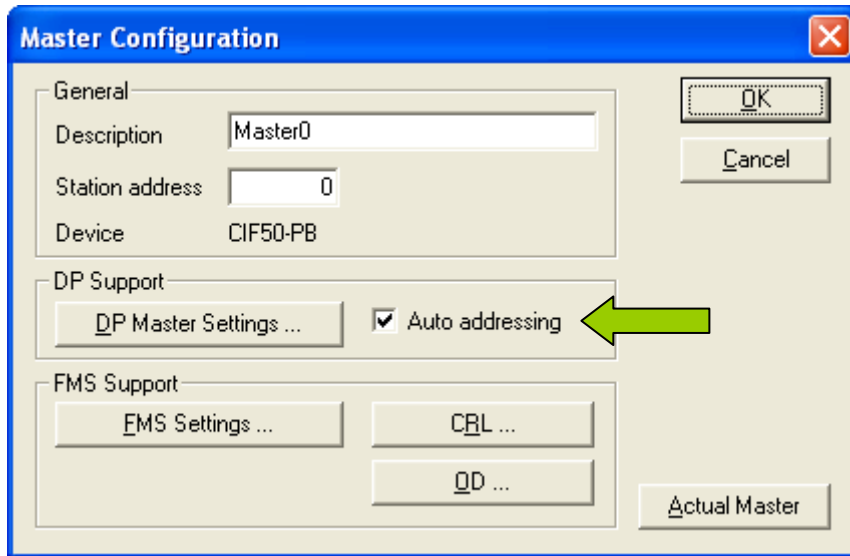 Master Configuration
General
Description Master0
OK
Cancel
Station address 0
Device CIF50-PB
DP Support
DP Master Settings ... Auto addressing
FMS Support
FMS Settings ... CRL ...
OD ...
Actual Master